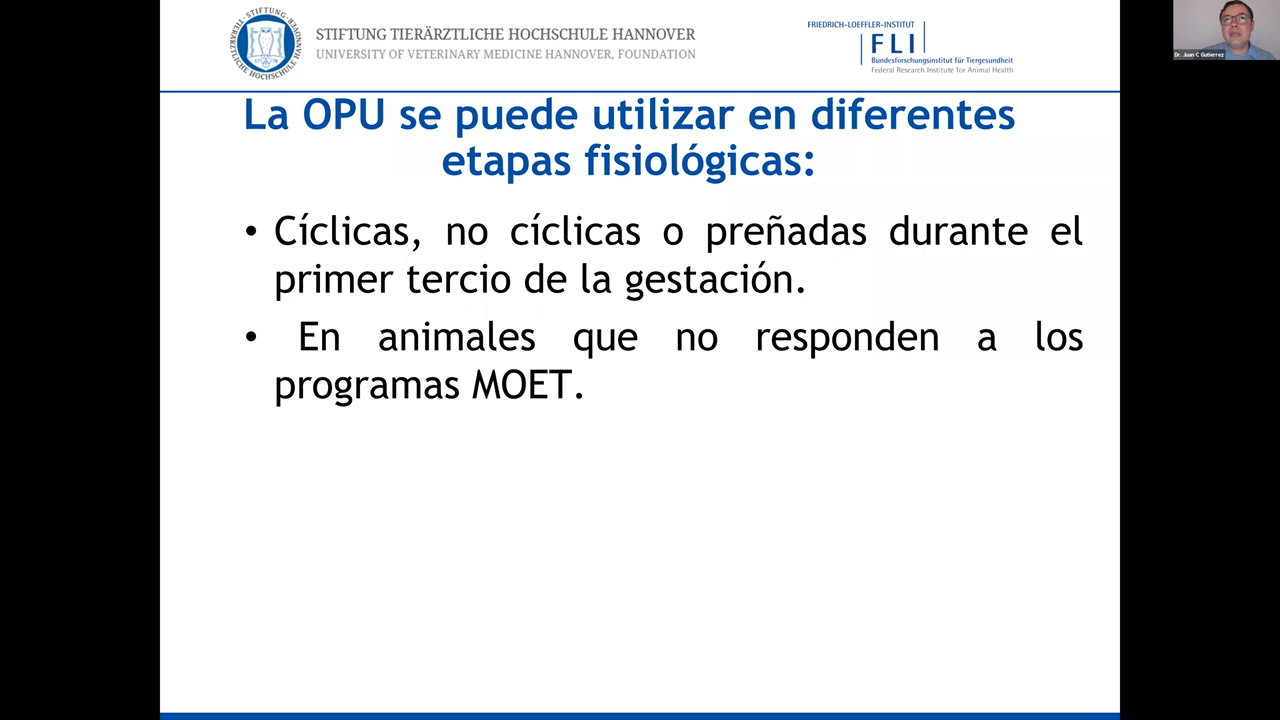 STIFTUNG TIERÄRZTLICHE HOCHSCHULE HANNOVER
UNIVERSITY OF VETERINARY MEDICINE HANNOVER, FOUNDATION
FRIEDRICH-LOEFFLER-INSTITUT
FLI
Bundesforschungsinstitut für Tiergesundheit
Federal Research Institute for Animal Health
Dr. Juan C Gutierrez
La OPU se puede utilizar en diferentes
etapas fisiológicas:
• Cíclicas, no cíclicas o preñadas durante el
primer tercio de la gestación.
• En animales que no responden a los
programas MOET.